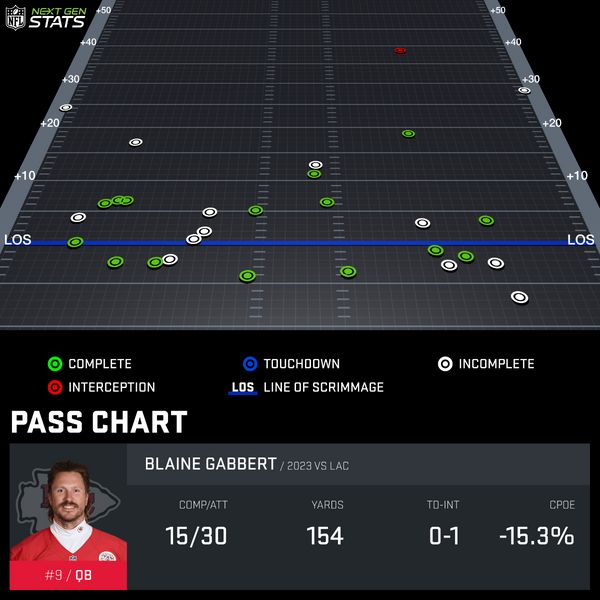 NFL NEXT GEN STATS
+50 +50
+40 +40
+30 +30
+20 +20
+10 +10
LOS LOS
COMPLETE TOUCHDOWN INCOMPLETE
INTERCEPTION LOS LINE OF SCRIMMAGE
PASS CHART
BLAINE GABBERT / 2023 VS LAC
COMP/ATT YARDS TD-INT CPOE
15/30 154 0-1 -15.3%
#9 / QB